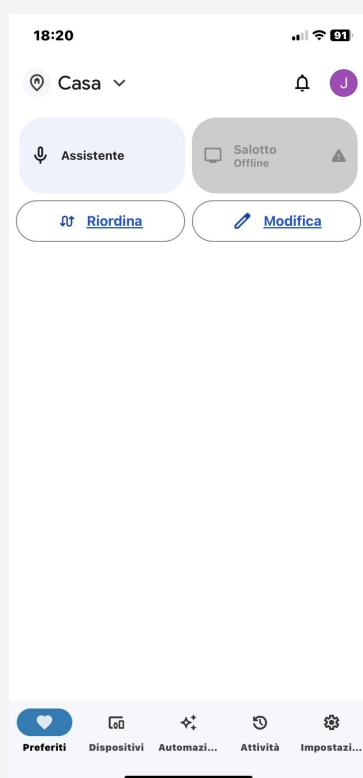 18:20
91
Casa
J
Assistente
Salotto
Offline
Riordina
Modifica
Preferiti
Dispositivi
Automazi...
Attività
Impostazi...